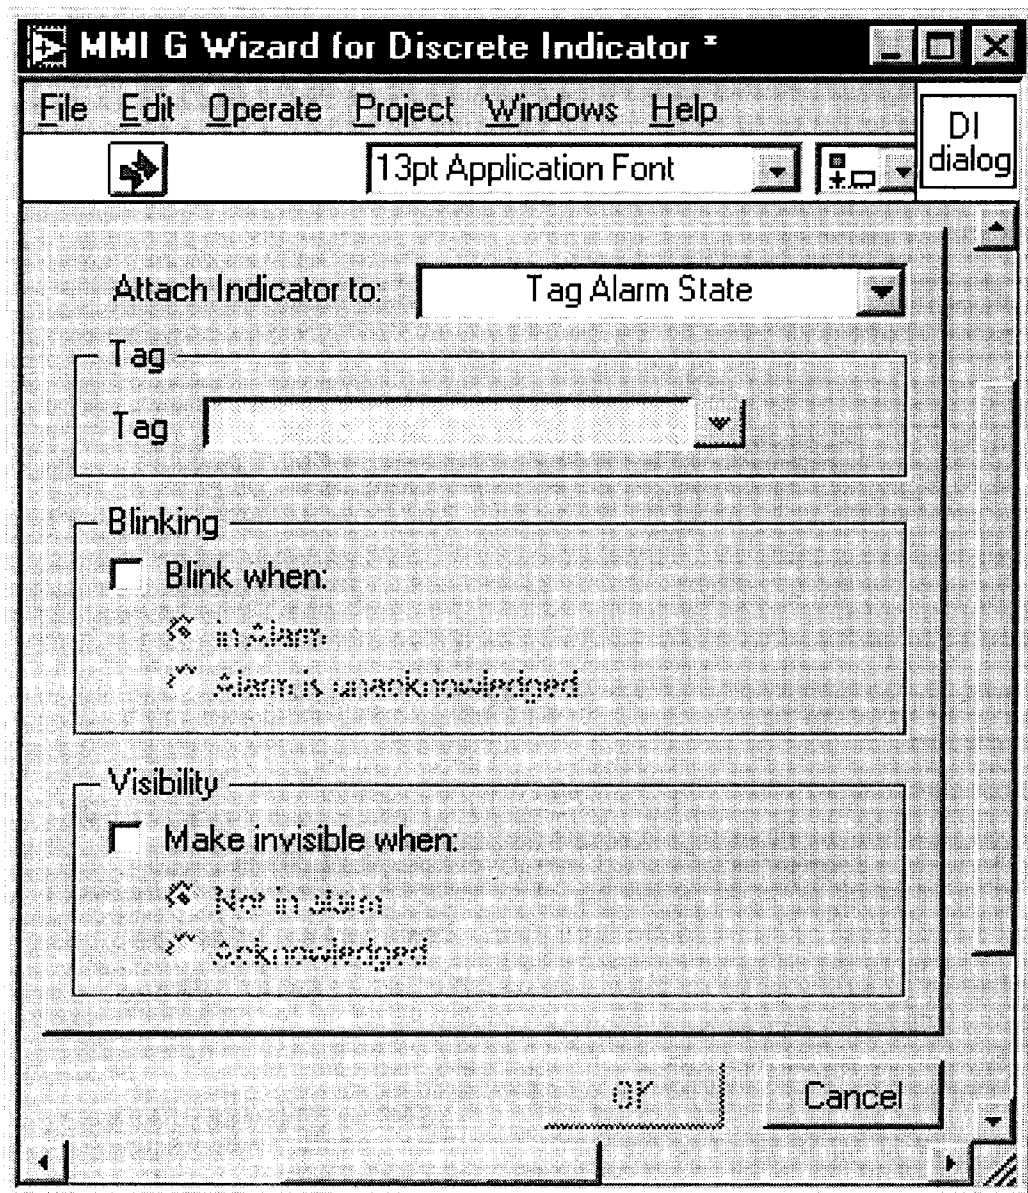 MMI G Wizard for Discrete Indicator *
File Edit Operate Project Windows Help
DI dialog
13pt Application Font
Attach Indicator to: Tag Alarm State
Tag
Tag
Blinking
Blink when:
in Alarm
Alarm is unacknowledged
Visibility
Make invisible when:
Not in alarm
Acknowledged
OK Cancel